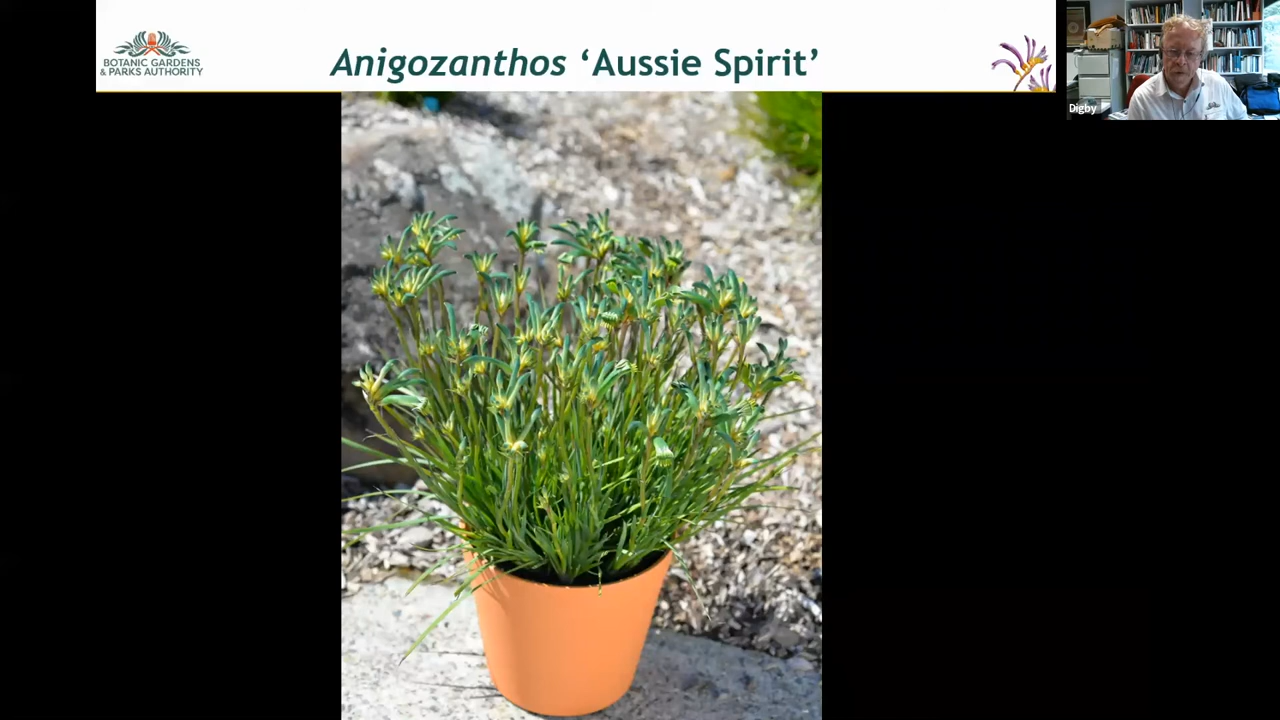 BOTANIC GARDENS
& PARKS AUTHORITY
Anigozanthos ‘Aussie Spirit’
Digby